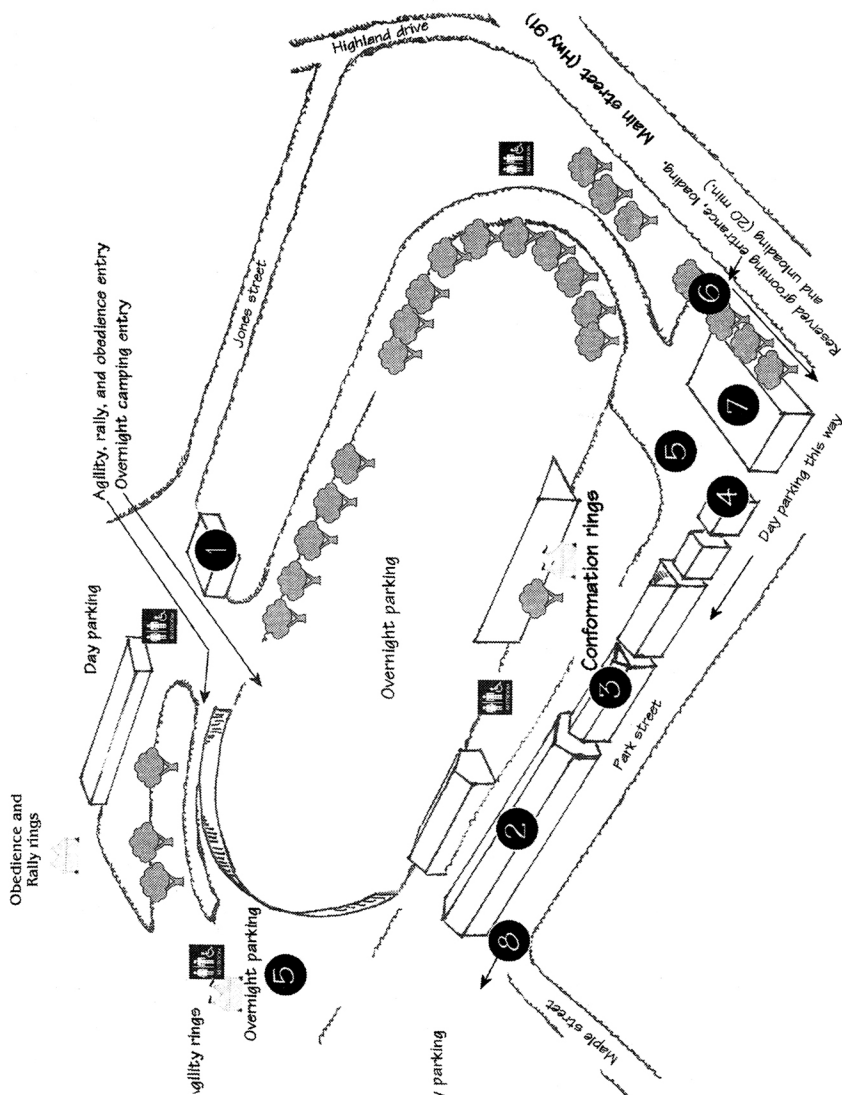 Highland drive
Main street (Hwy 91)
Reserved grooming entrance, loading,
and unloading (20 min.)
Jones street
Agility, rally, and obedience entry
Overnight camping entry
1
6
7
5
4
Day parking this way
Day parking
Overnight parking
Conformation rings
3
Park street
2
Obedience and
Rally rings
8
Overnight parking
5
gility rings
y parking
Maple street